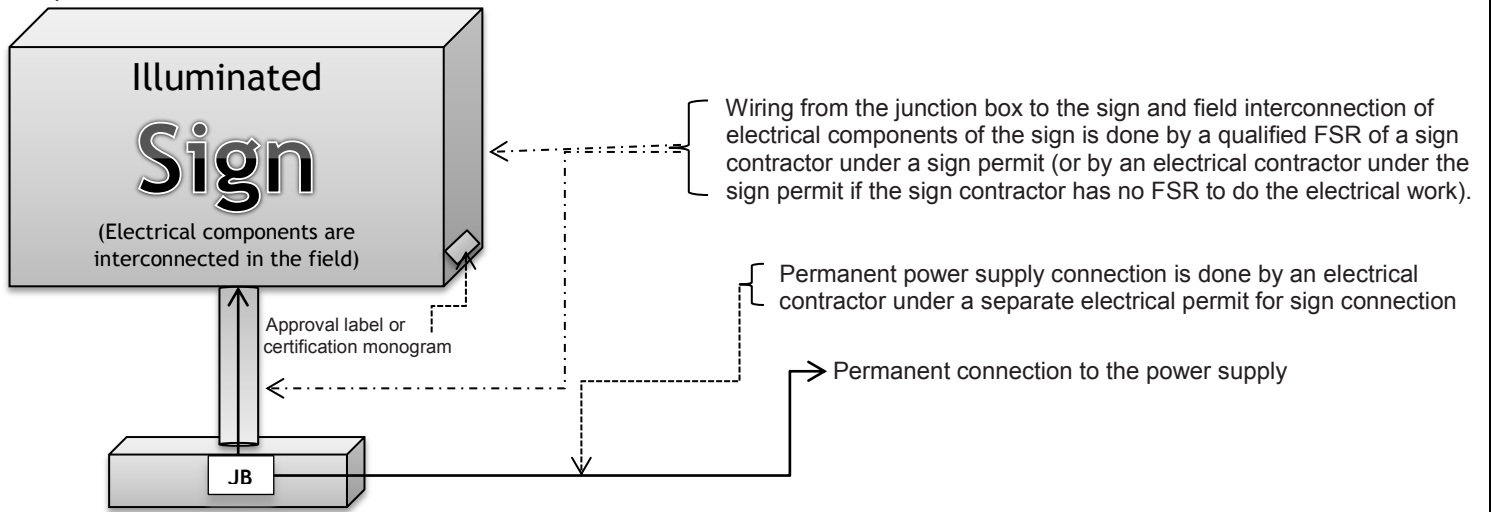 Illuminated
Sign
(Electrical components are
interconnected in the field)
Wiring from the junction box to the sign and field interconnection of
electrical components of the sign is done by a qualified FSR of a sign
contractor under a sign permit (or by an electrical contractor under the
sign permit if the sign contractor has no FSR to do the electrical work).
Permanent power supply connection is done by an electrical
contractor under a separate electrical permit for sign connection
Approval label or
certification monogram
Permanent connection to the power supply
JB